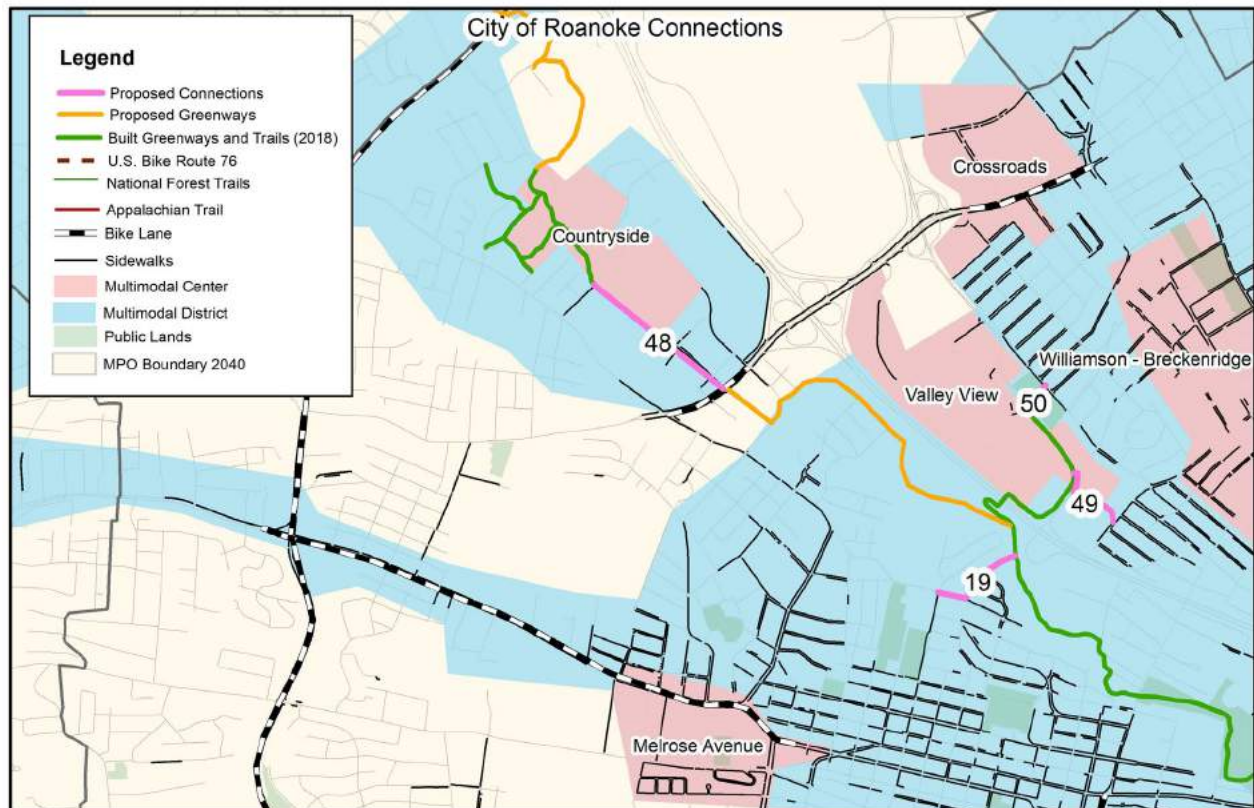 City of Roanoke Connections
Legend
Proposed Connections
Proposed Greenways
Built Greenways and Trails (2018)
U.S. Bike Route 76
National Forest Trails
Appalachian Trail
Bike Lane
Sidewalks
Multimodal Center
Multimodal District
Public Lands
MPO Boundary 2040
Crossroads
Countryside
48
Williamson - Breckenridge
Valley View
50
49
19
Melrose Avenue